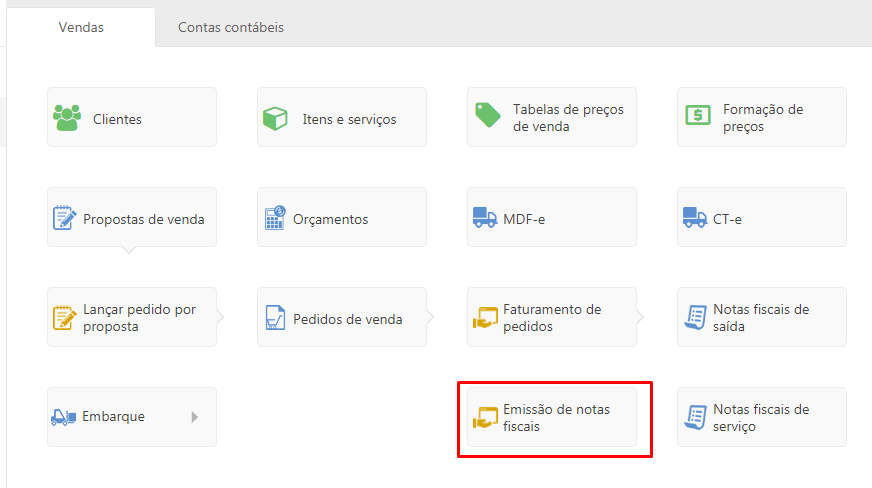 Vendas
Contas contábeis
Clientes
Itens e serviços
Tabelas de preços
de venda
Formação de
preços
Propostas de venda
Orçamentos
MDF-e
CT-e
Lançar pedido por
proposta
Pedidos de venda
Faturamento de
pedidos
Notas fiscais de
saída
Embarque
Emissão de notas
fiscais
Notas fiscais de
serviço